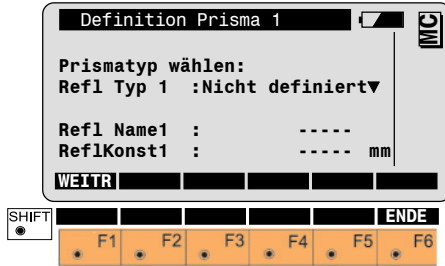 Definition Prisma 1
MC
Prismatyp wählen:
Refl Typ 1 :Nicht definiert▼
Refl Name1 : -----
ReflKonst1 : ----- mm
WEITR
SHIFT ENDE
F1 F2 F3 F4 F5 F6